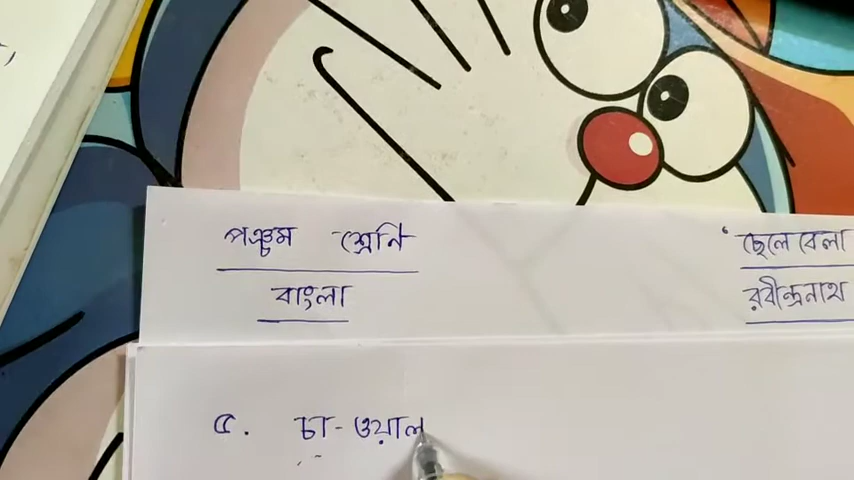 পঞ্চম শ্রেনি
বাংলা
ছেলেবেলা
রবীন্দ্রনাথ
৫. চা-ওয়াল